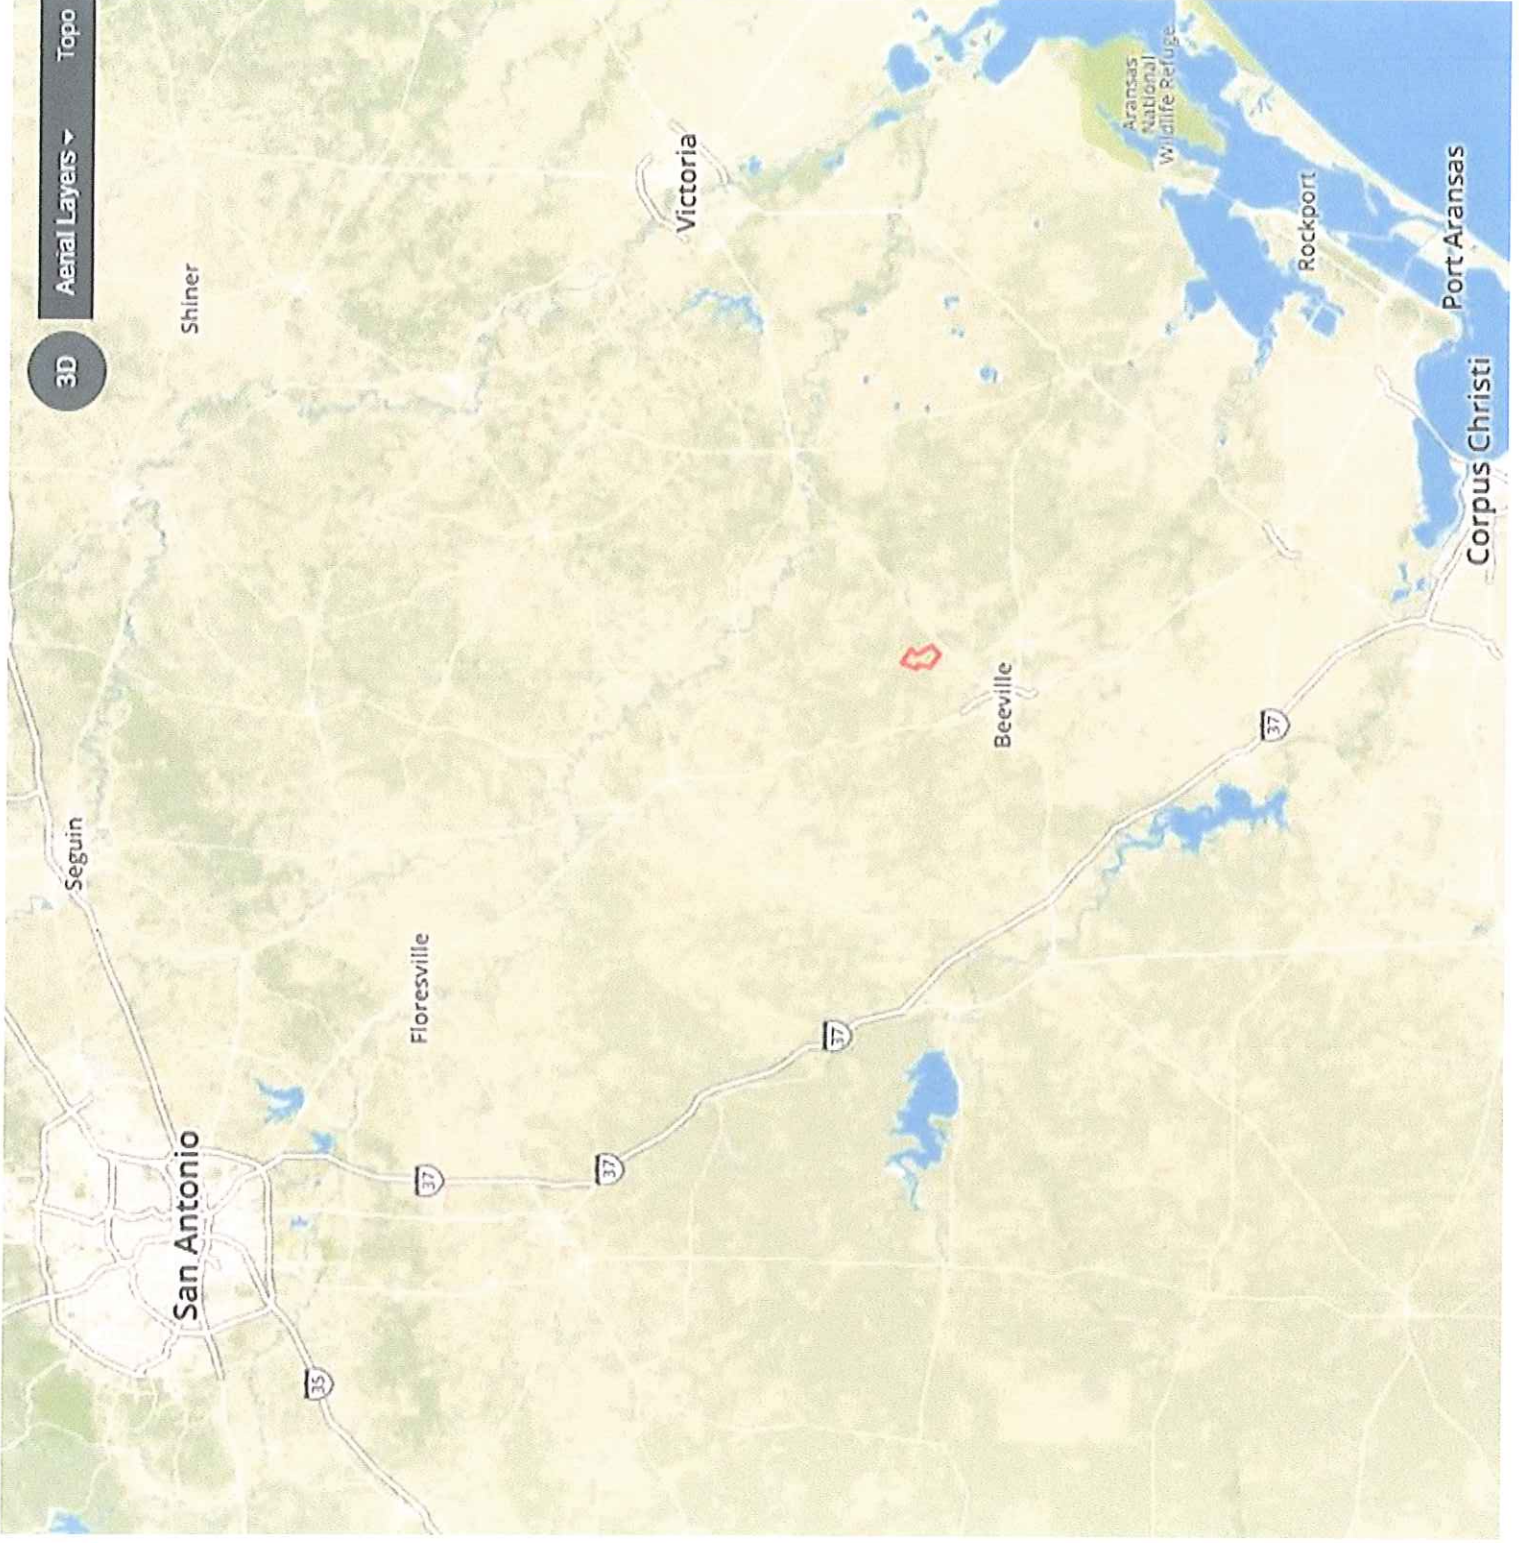 3D Aerial Layers Topo
Seguin
San Antonio
Shiner
35
Floresville
37
37
Victoria
37
Beeville
Aransas
National
Wildlife Refuge
37
Rockport
Port Aransas
Corpus Christi